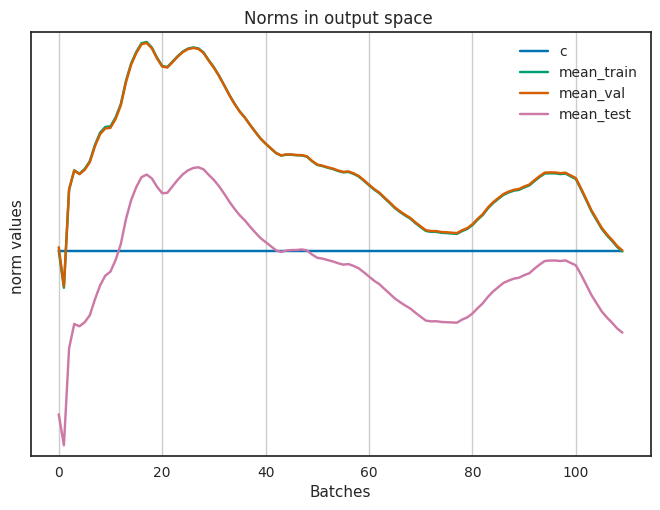 Norms in output space
norm values
c
mean_train
mean_val
mean_test
0 20 40 60 80 100
Batches